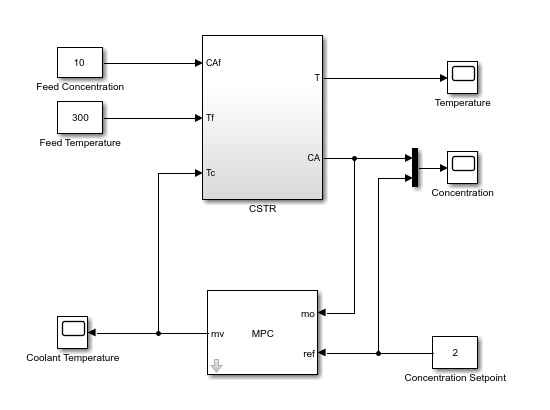 10
CAf
Feed Concentration
T
Temperature
300
Tf
Feed Temperature
CA
Tc
Concentration
CSTR
mo
mv
MPC
Coolant Temperature
ref
2
Concentration Setpoint